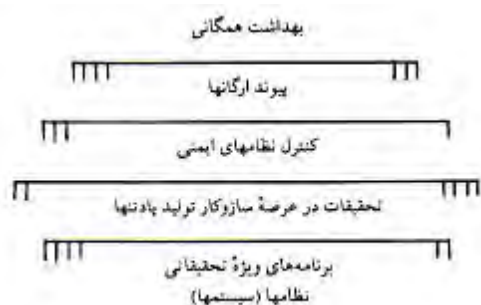 بهداشت همگانی
پیوند ارگانها
کنترل نظامهای ایمنی
تحقیقات در عرصهٔ سازوکار تولید پادتنها
برنامه‌های ویژهٔ تحقیقاتی
نظامها (سیستمها)